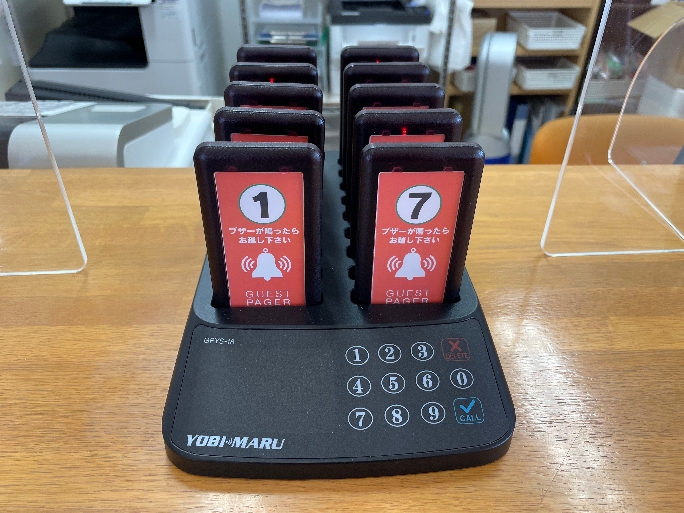 1
ブザーが鳴ったら
お越し下さい
GUEST
PAGER
7
ブザーが鳴ったら
お越し下さい
GUEST
PAGER
1 2 3 DELETE
4 5 6 0
7 8 9 CALL
YOBI MARU